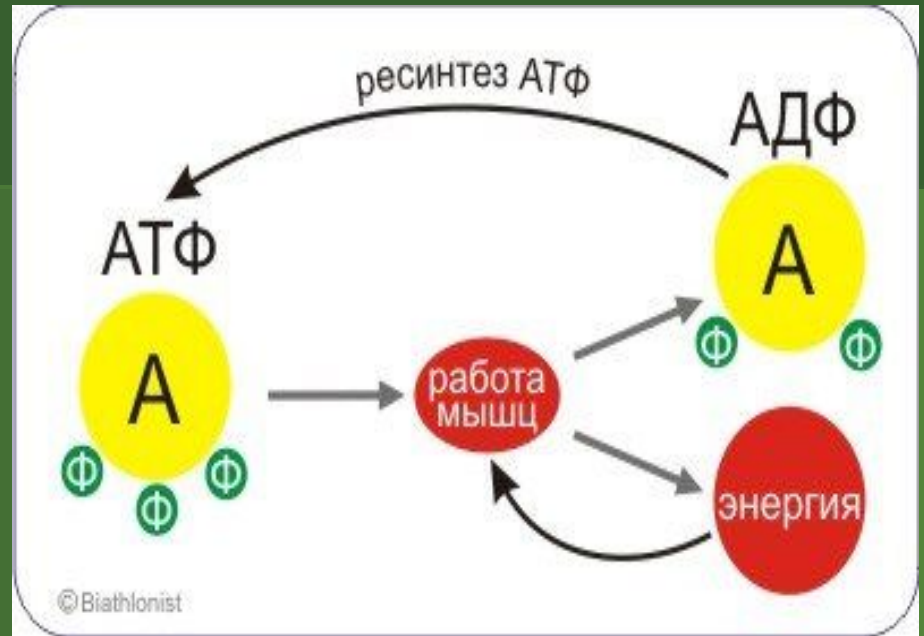 ресинтез АТФ
АДФ
А
Ф Ф
АТФ
А
Ф Ф Ф
работа
мышц
энергия
© Biathlonist